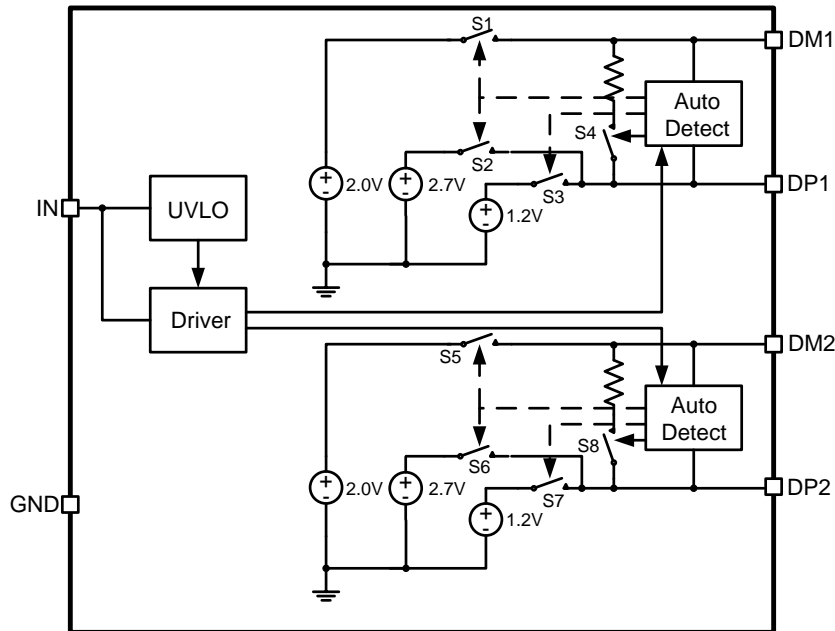 S1
DM1
Auto
Detect
S4
S2
2.0V
2.7V
S3
DP1
1.2V
IN
UVLO
Driver
DM2
S5
Auto
Detect
S8
S6
2.0V
2.7V
S7
DP2
1.2V
GND